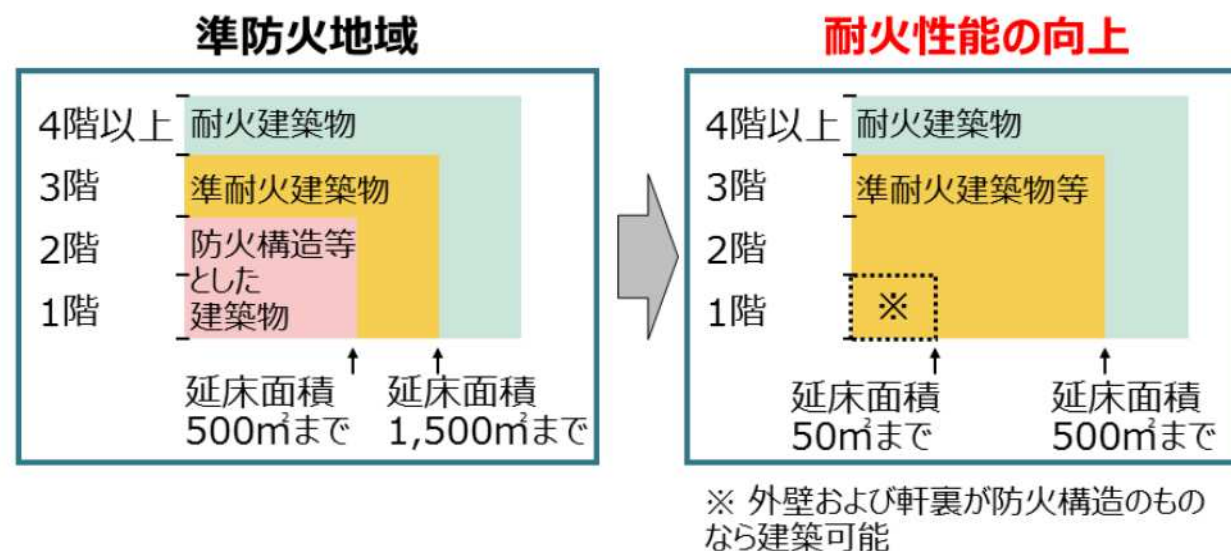 準防火地域
4階以上
耐火建築物
3階
準耐火建築物
2階
防火構造等
とした
1階
建築物
延床面積
500㎡まで
延床面積
1,500㎡まで
耐火性能の向上
4階以上
耐火建築物
3階
準耐火建築物等
2階
1階
※
延床面積
50㎡まで
延床面積
500㎡まで
※ 外壁および軒裏が防火構造のもの
なら建築可能